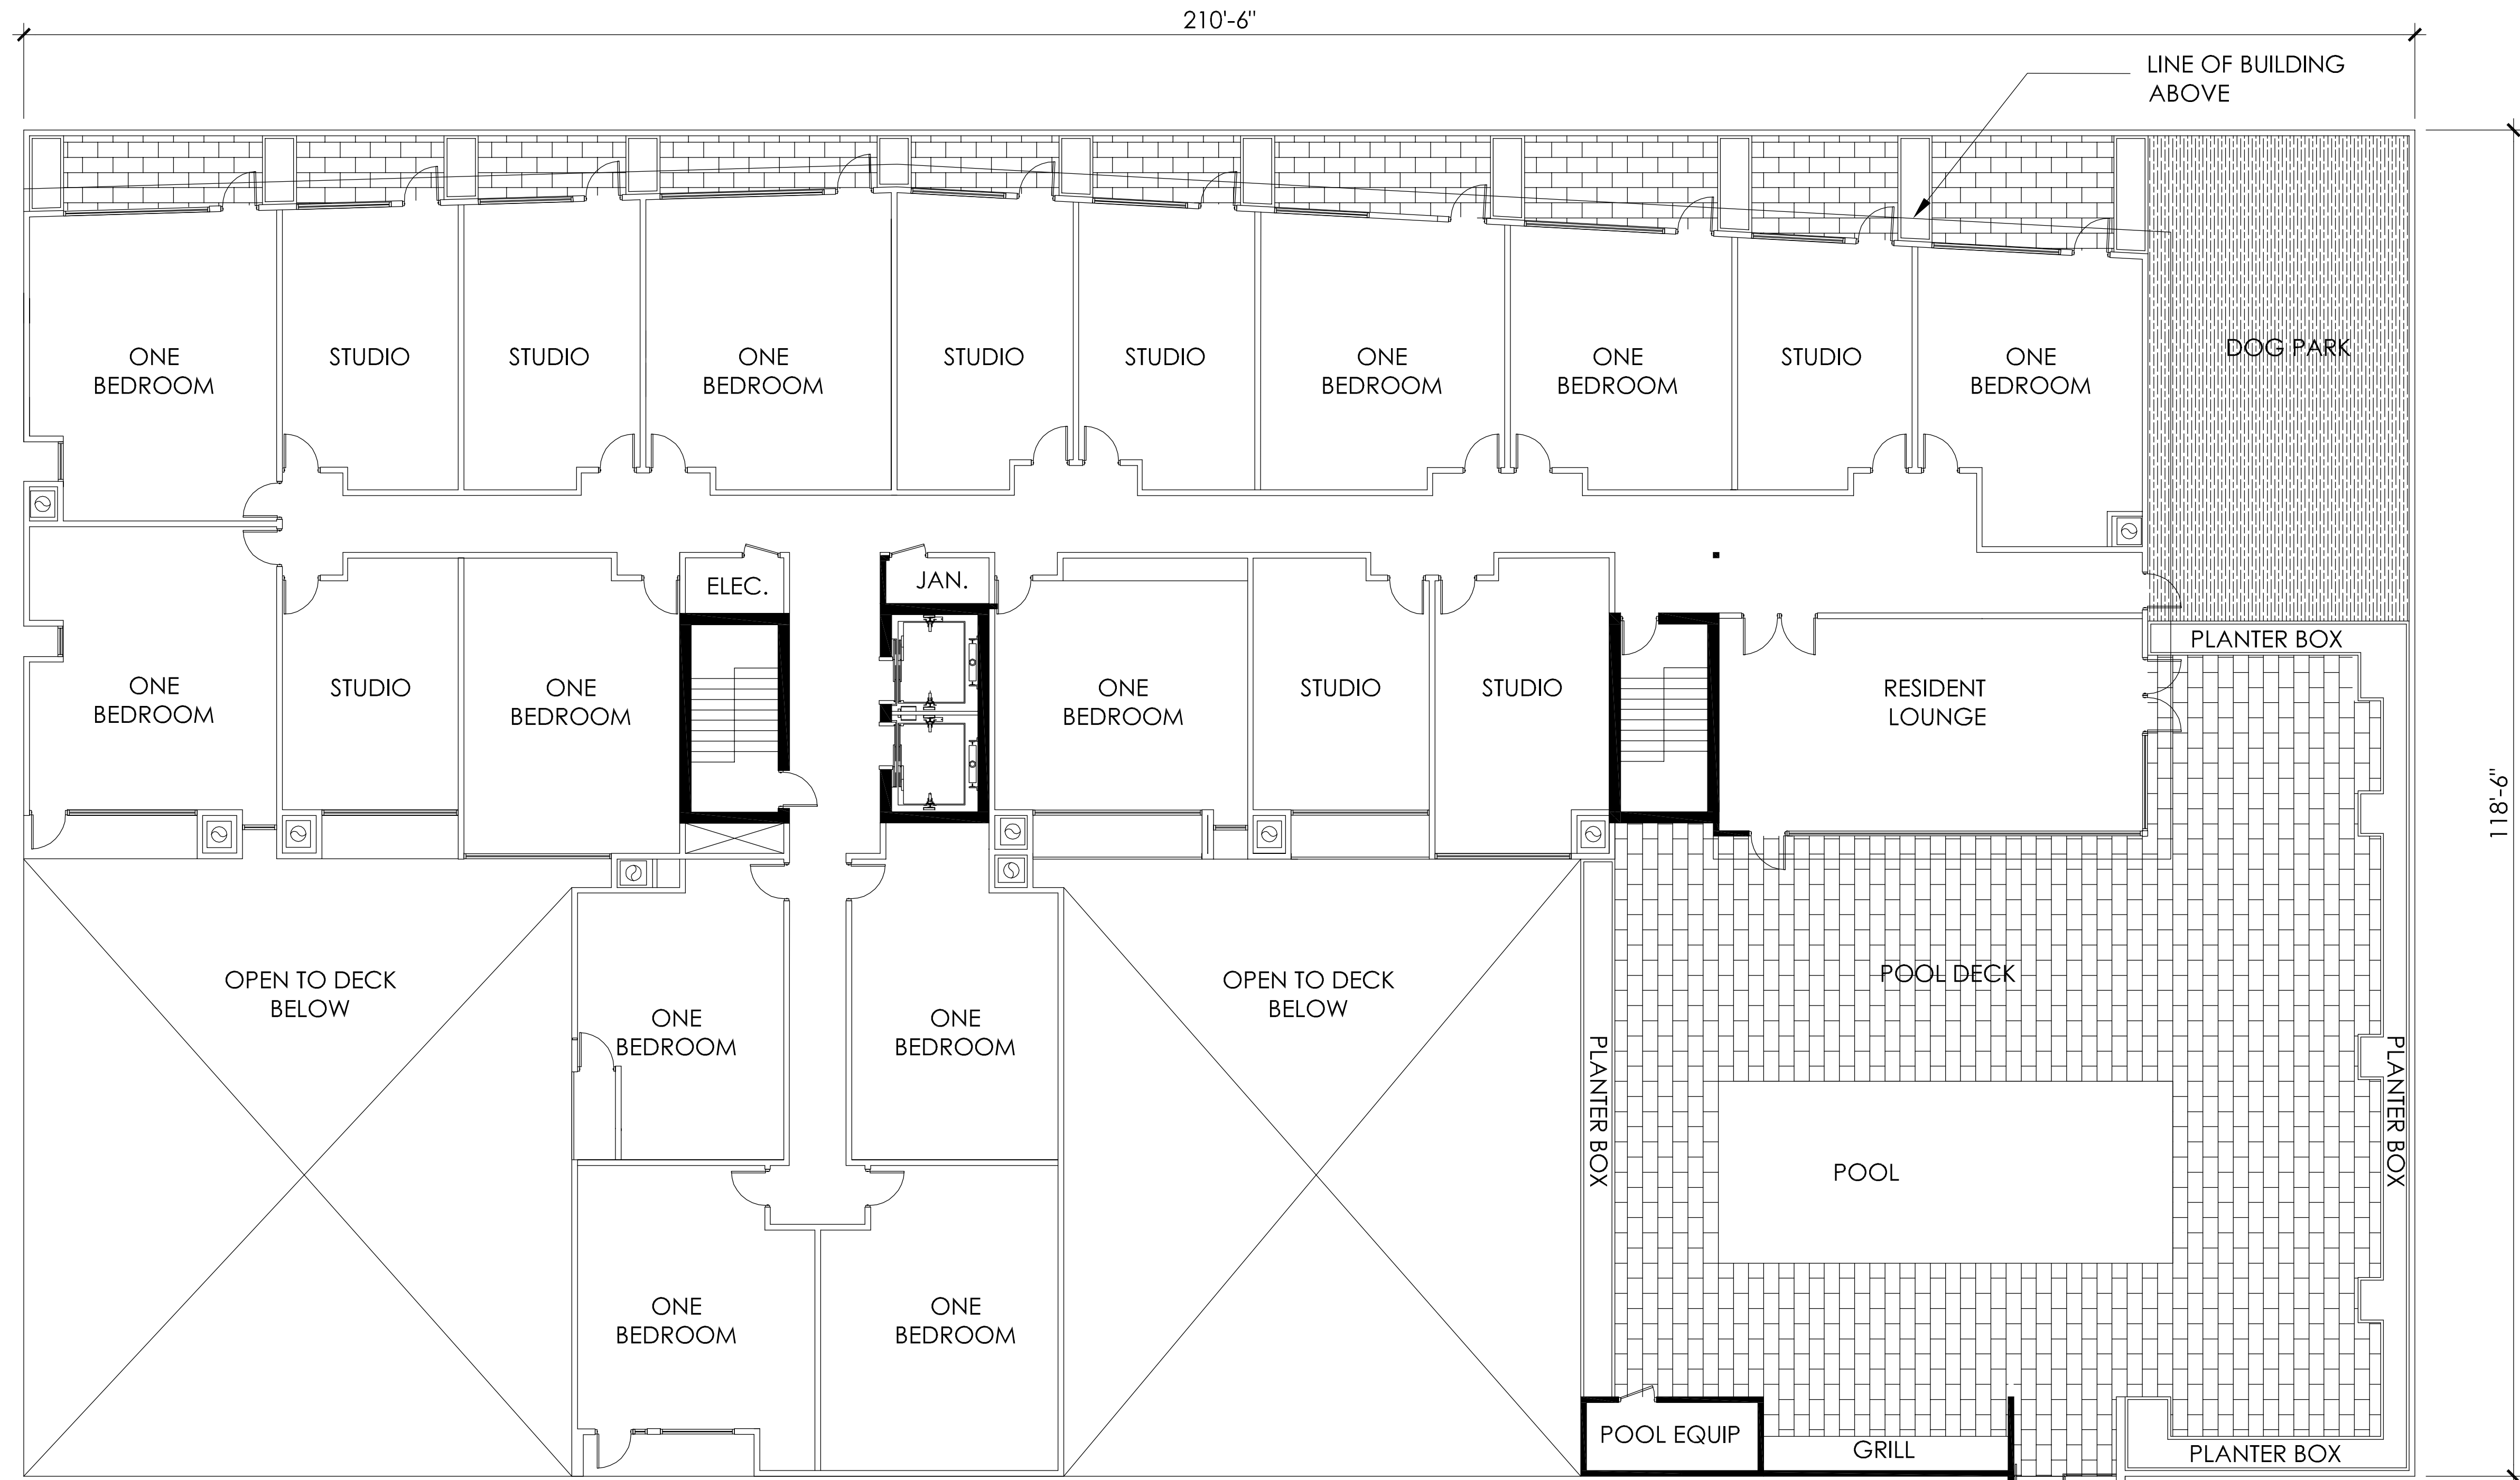 210'-6"
LINE OF BUILDING
ABOVE
ONE
BEDROOM
STUDIO
STUDIO
ONE
BEDROOM
STUDIO
STUDIO
ONE
BEDROOM
ONE
BEDROOM
STUDIO
ONE
BEDROOM
DOG PARK
ELEC.
JAN.
PLANTER BOX
ONE
BEDROOM
STUDIO
ONE
BEDROOM
ONE
BEDROOM
STUDIO
STUDIO
RESIDENT
LOUNGE
118'-6"
OPEN TO DECK
BELOW
ONE
BEDROOM
ONE
BEDROOM
OPEN TO DECK
BELOW
POOL DECK
PLANTER BOX
POOL
PLANTER BOX
ONE
BEDROOM
ONE
BEDROOM
POOL EQUIP
GRILL
PLANTER BOX